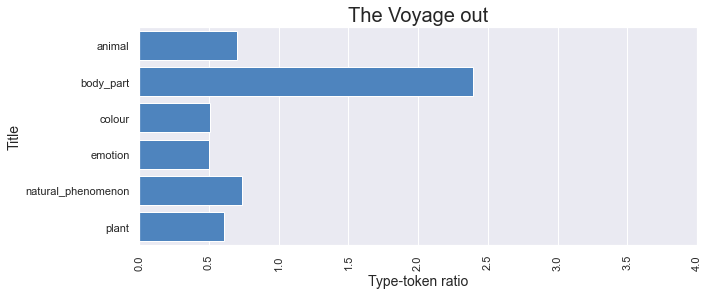 The Voyage out
animal
body_part
colour
emotion
natural_phenomenon
plant
Title
0.0 0.5 1.0 1.5 2.0 2.5 3.0 3.5 4.0
Type-token ratio